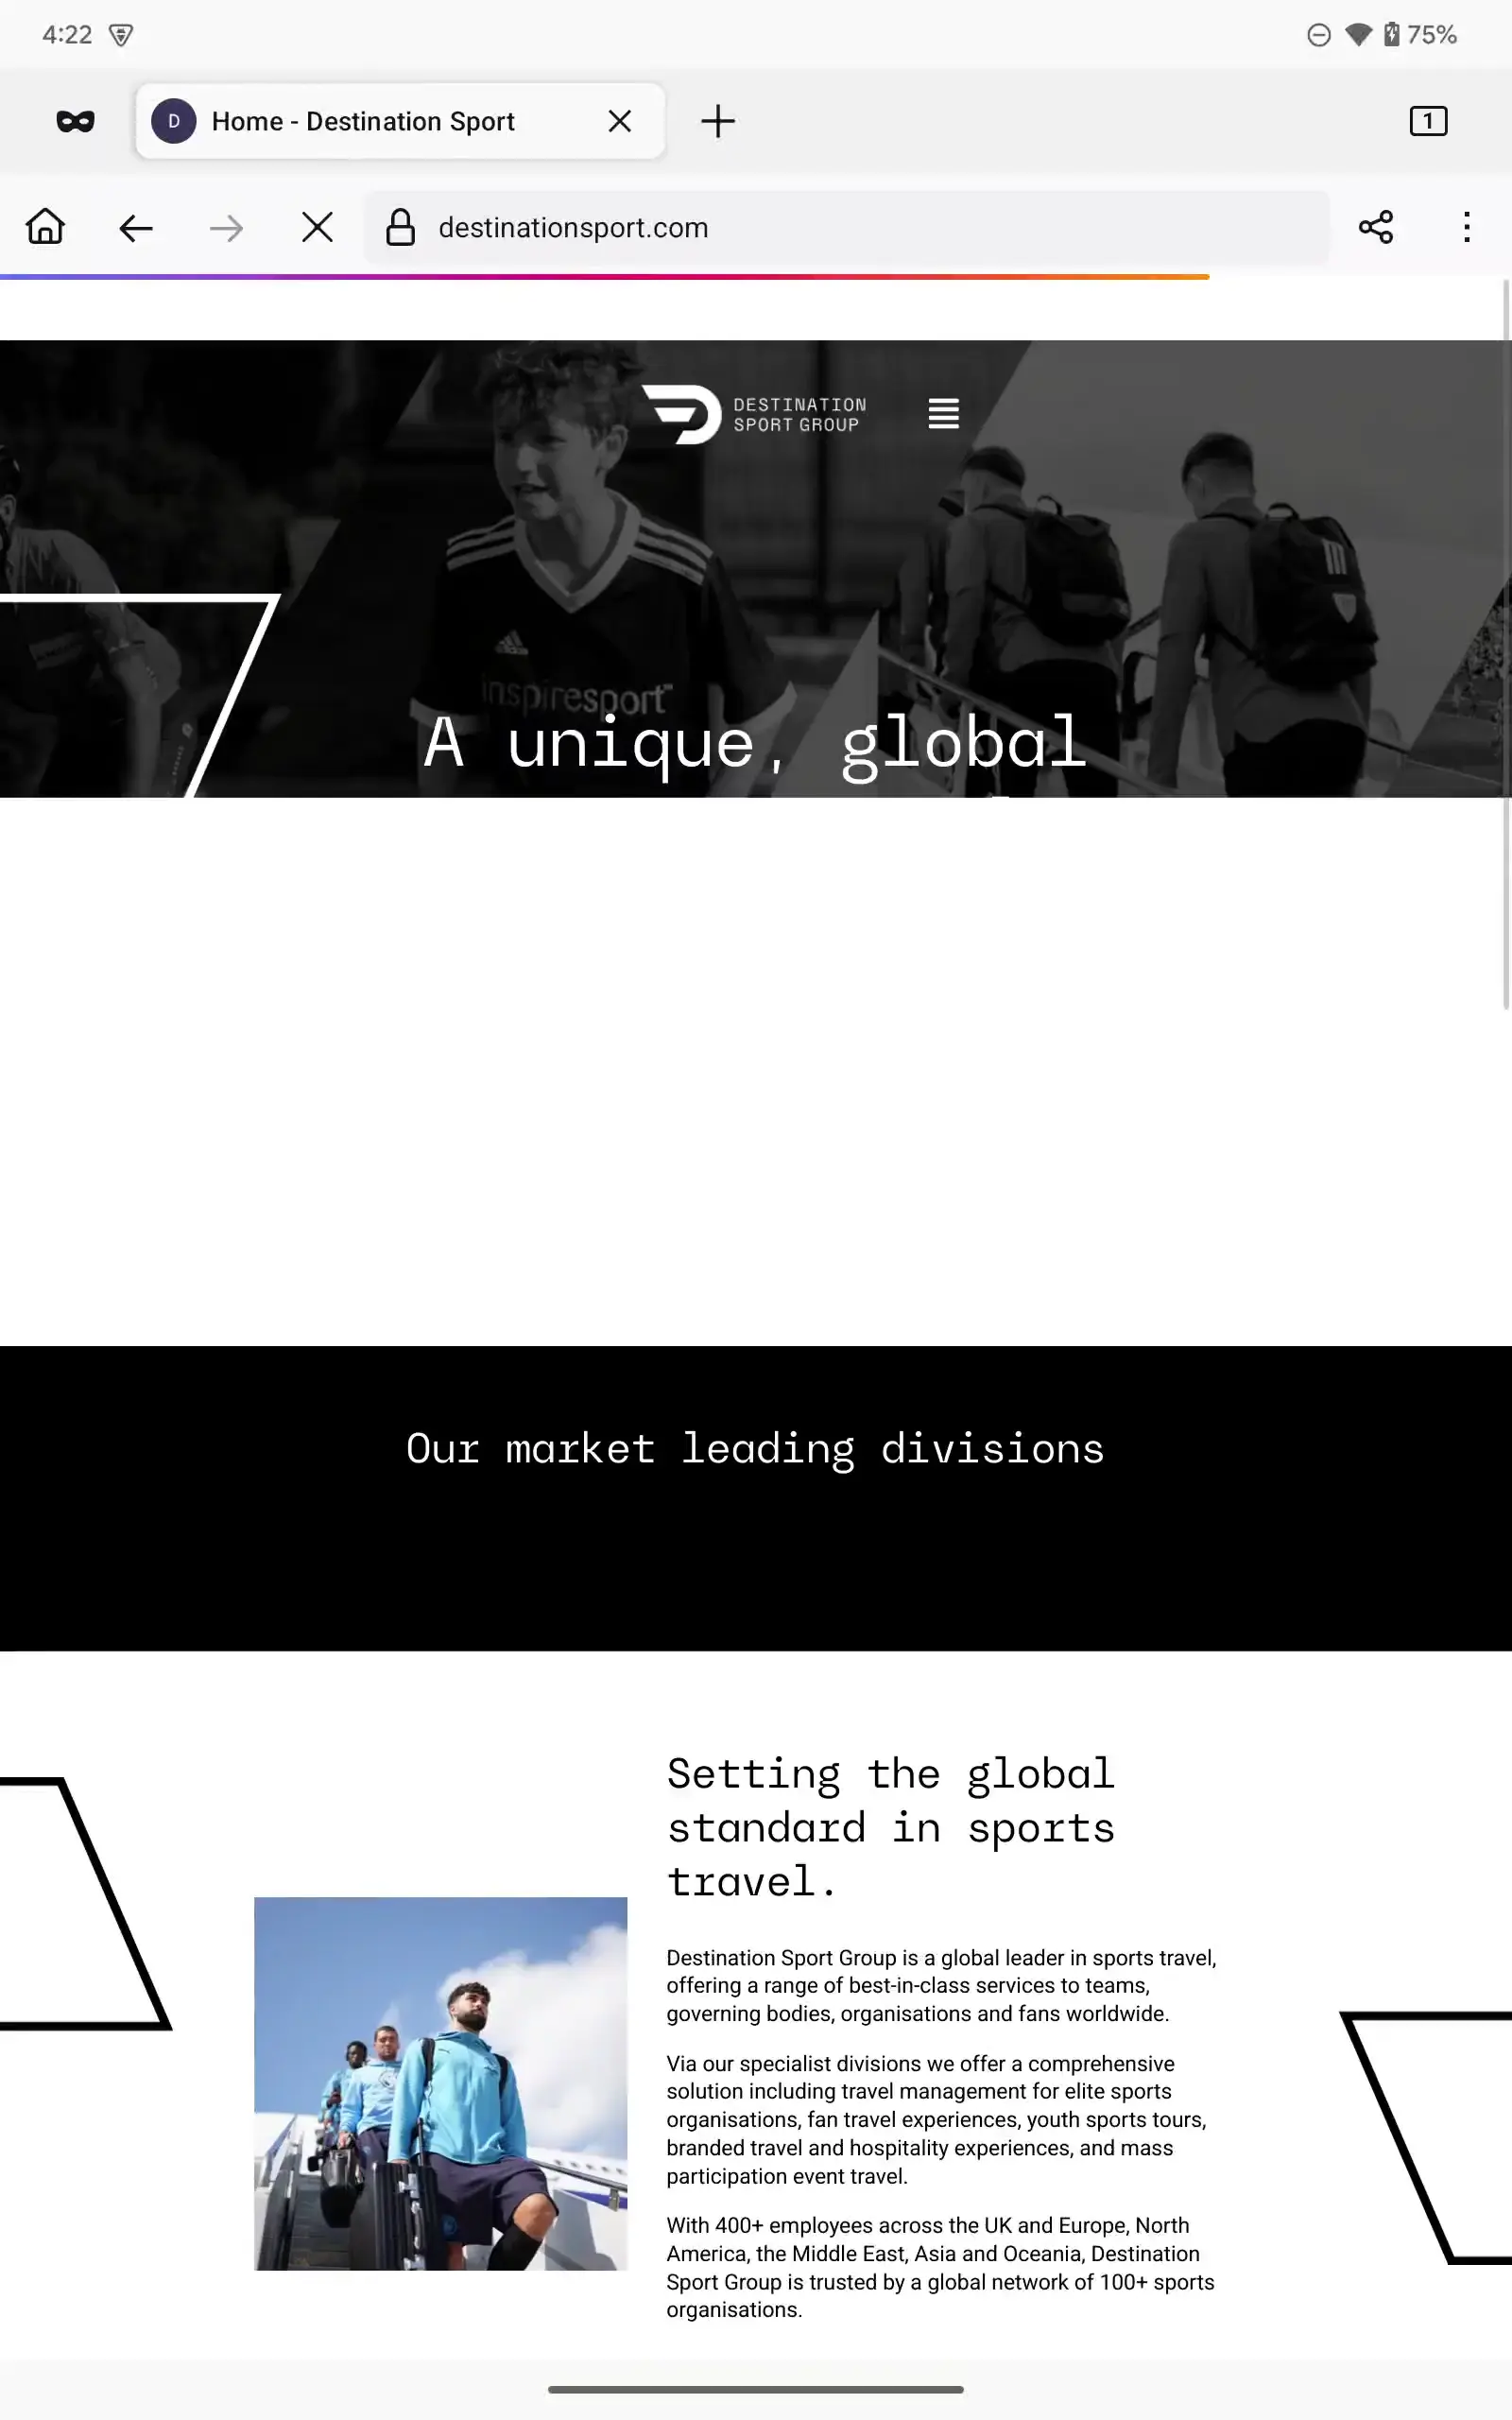 4:22
75%
D Home - Destination Sport
1
destinationsport.com
DESTINATION
SPORT GROUP
inspiresport™
A unique, global
Our market leading divisions
Setting the global
standard in sports
travel.
Destination Sport Group is a global leader in sports travel,
offering a range of best-in-class services to teams,
governing bodies, organisations and fans worldwide.
Via our specialist divisions we offer a comprehensive
solution including travel management for elite sports
organisations, fan travel experiences, youth sports tours,
branded travel and hospitality experiences, and mass
participation event travel.
With 400+ employees across the UK and Europe, North
America, the Middle East, Asia and Oceania, Destination
Sport Group is trusted by a global network of 100+ sports
organisations.